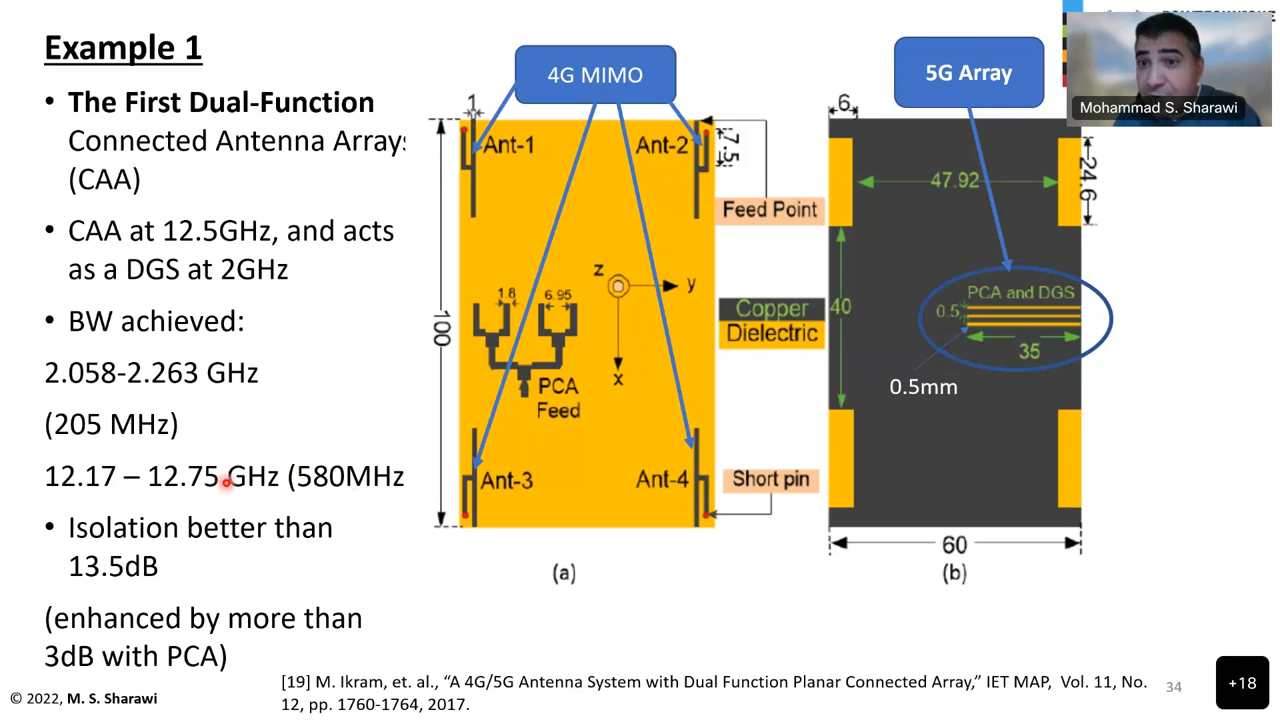 Example 1
• The First Dual-Function
Connected Antenna Arrays
(CAA)
• CAA at 12.5GHz, and acts
as a DGS at 2GHz
• BW achieved:
2.058-2.263 GHz
(205 MHz)
12.17 – 12.75 GHz (580MHz
• Isolation better than
13.5dB
(enhanced by more than
3dB with PCA)
4G MIMO
5G Array
1
Ant-1
Ant-2
7.5
Feed Point
z
y
x
1.8
6.95
100
PCA
Feed
Copper
Dielectric
Ant-3
Ant-4
Short pin
(a)
6
47.92
24.6
40
PCA and DGS
0.5
35
0.5mm
60
(b)
Mohammad S. Sharawi
[19] M. Ikram, et. al., “A 4G/5G Antenna System with Dual Function Planar Connected Array,” IET MAP, Vol. 11, No.
12, pp. 1760-1764, 2017.
© 2022, M. S. Sharawi
34
+18